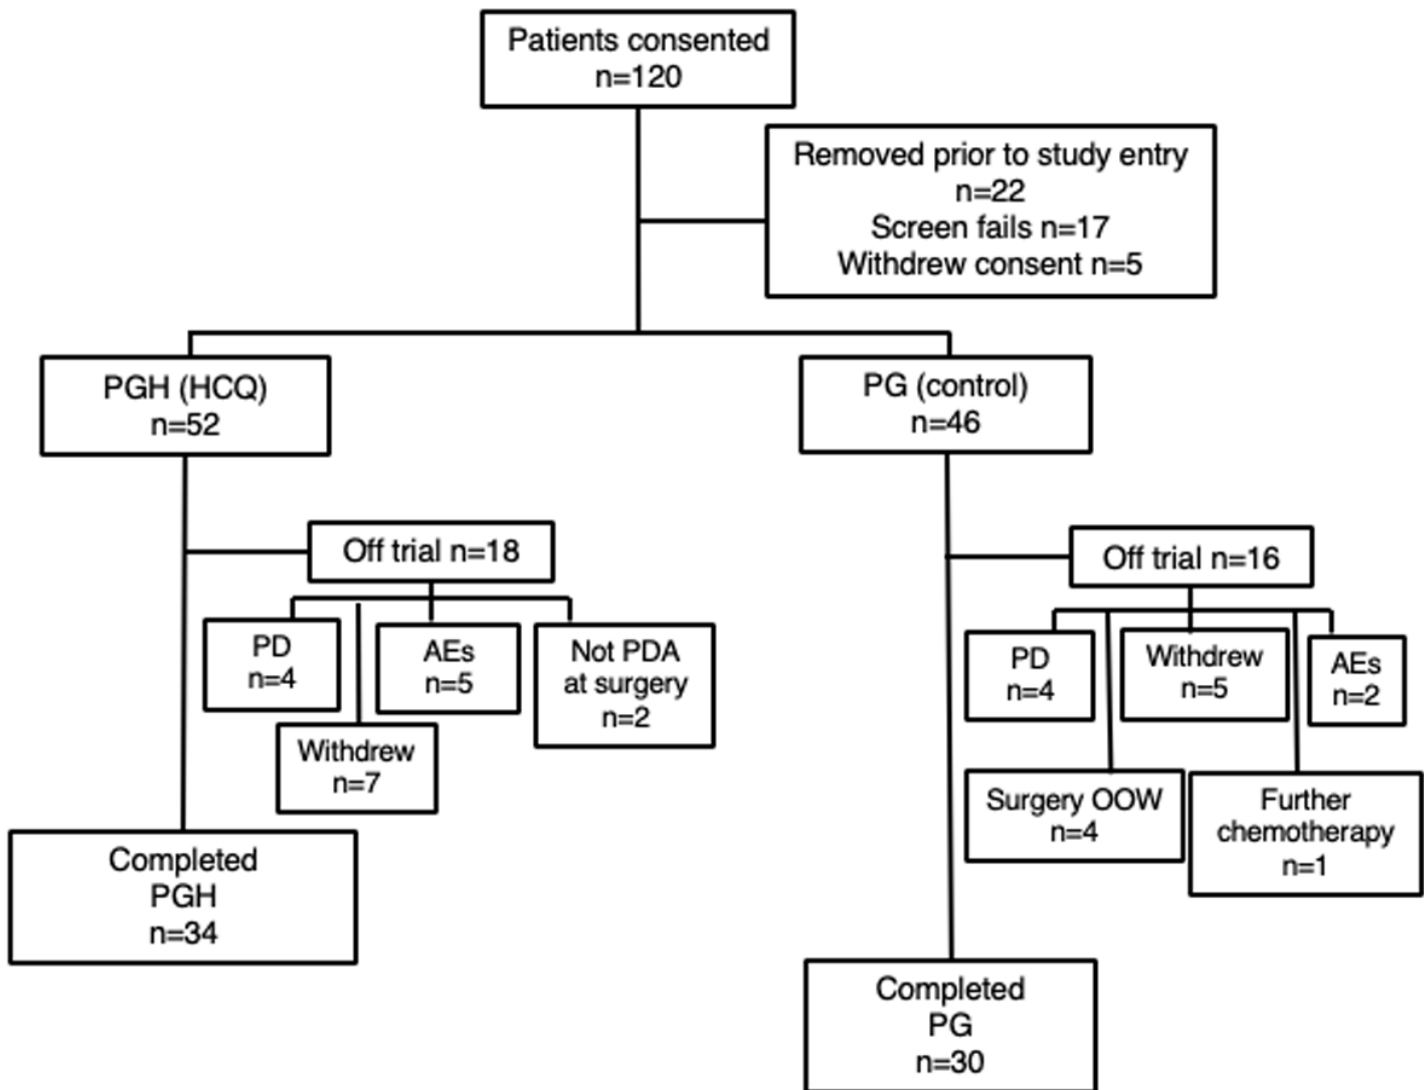 Patients consented
n=120
Removed prior to study entry
n=22
Screen fails n=17
Withdrew consent n=5
PGH (HCQ)
n=52
PG (control)
n=46
Off trial n=18
PD
n=4
AEs
n=5
Not PDA
at surgery
n=2
Withdrew
n=7
Completed
PGH
n=34
Off trial n=16
PD
n=4
Withdrew
n=5
AEs
n=2
Surgery OOW
n=4
Further
chemotherapy
n=1
Completed
PG
n=30